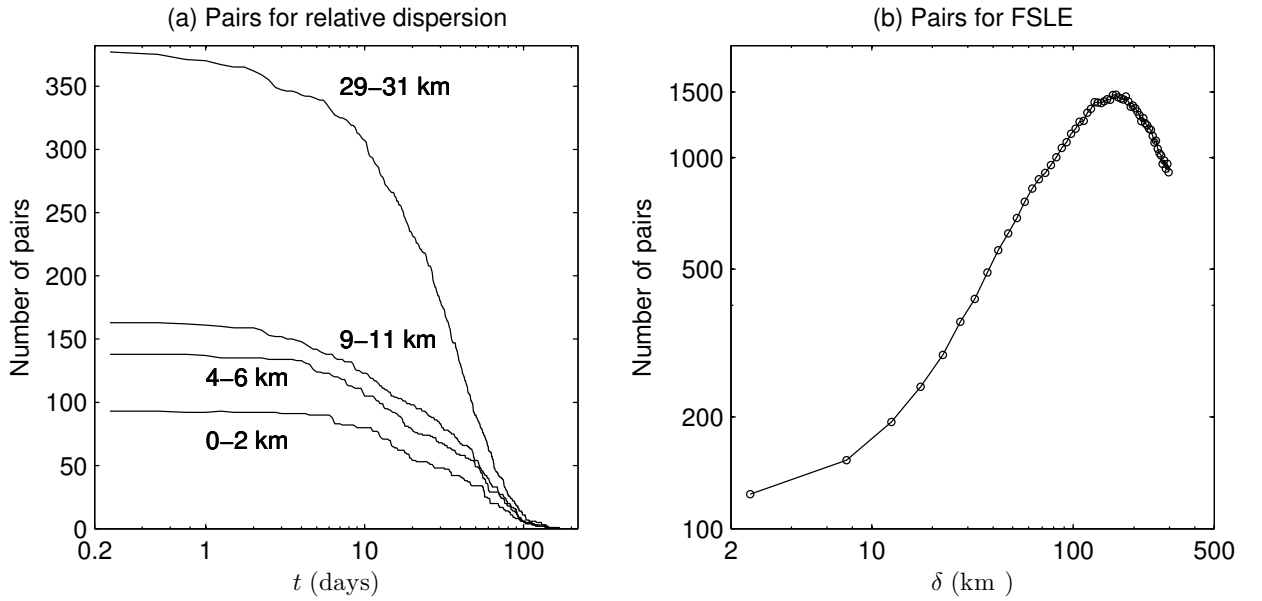 (a) Pairs for relative dispersion
Number of pairs
350
300
250
200
150
100
50
0
29−31 km
9−11 km
4−6 km
0−2 km
0.2
1
10
100
t (days)
(b) Pairs for FSLE
Number of pairs
1500
1000
500
200
100
2
10
100
500
δ (km )